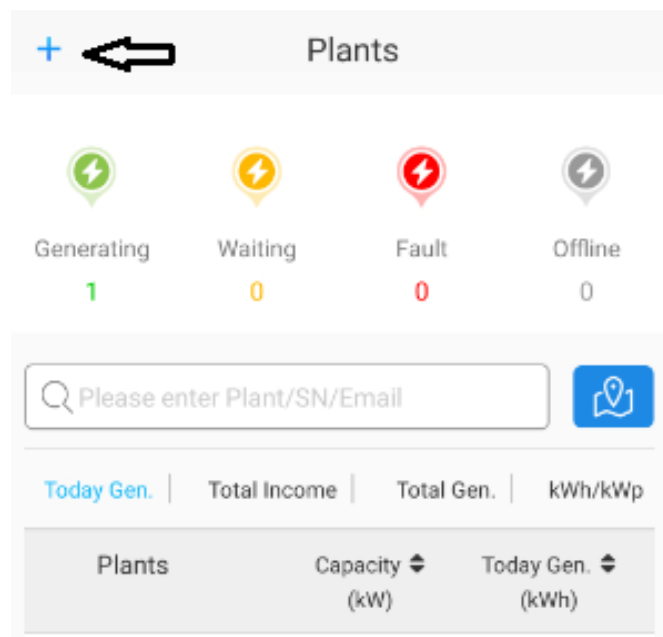 + Plants
Generating Waiting Fault Offline
1 0 0 0
Please enter Plant/SN/Email
Today Gen. Total Income Total Gen. kWh/kWp
Plants Capacity Today Gen.
(kW) (kWh)